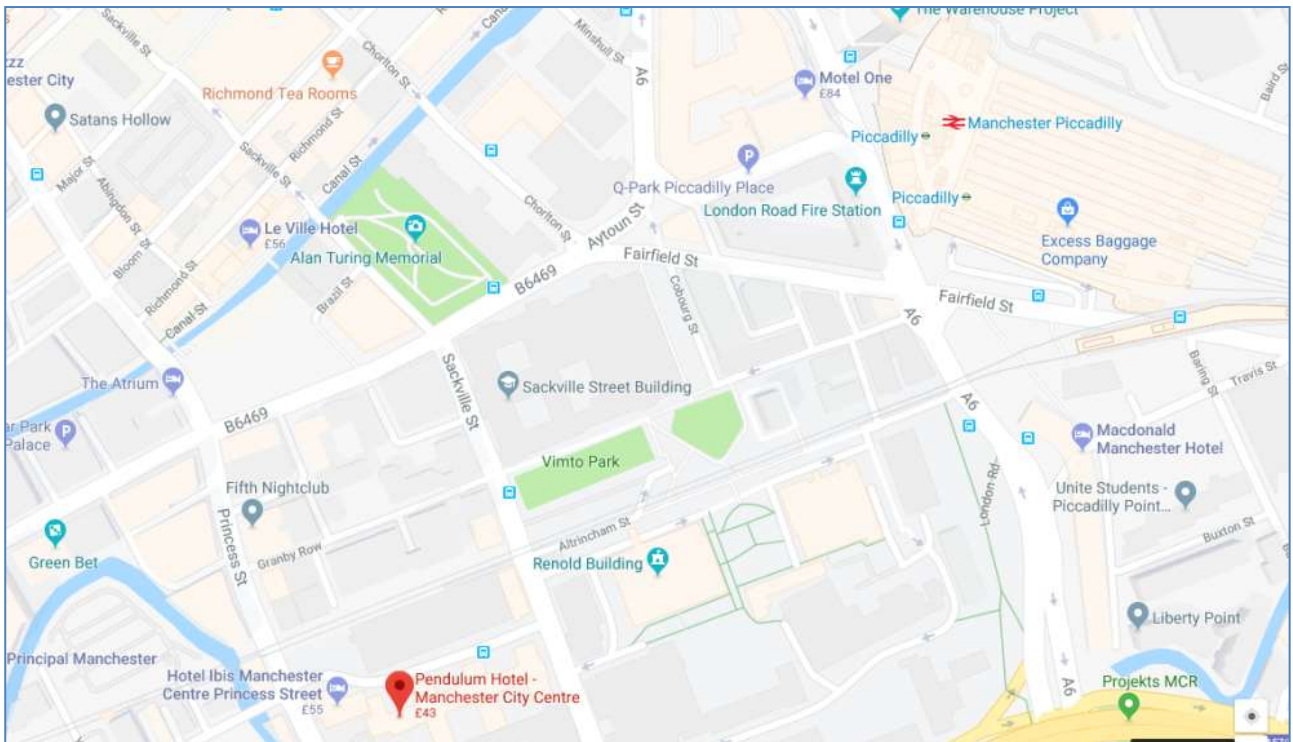 The Warehouse Project
Sackville St
Cana
Minshull St
A6
zzz
ester City
Richmond Tea Rooms
Chorlton St
Motel One
£84
Baird St
Satans Hollow
Richmond St
Piccadilly
Manchester Piccadilly
Major St
Sackville St
Canal St
Q-Park Piccadilly Place
Abingdon St
London Road Fire Station
Piccadilly
Chorlton St
Aytoun St
Le Ville Hotel
£56
Excess Baggage
Company
Alan Turing Memorial
Fairfield St
Bloom St
Richmond St
Brazil St
B6469
Cobourg St
Fairfield St
Canal St
A6
Baring St
Travis St
The Atrium
Sackville St
Sackville Street Building
A6
B6469
ar Park
Palace
Macdonald
Manchester Hotel
Vimto Park
Fifth Nightclub
London Rd
Unite Students -
Piccadilly Point...
Princess St
Altrincham St
Buxton St
Granby Row
Green Bet
Renold Building
Liberty Point
Principal Manchester
Hotel Ibis Manchester
Centre Princess Street
£55
Pendulum Hotel -
Manchester City Centre
£43
A6
Projekts MCR